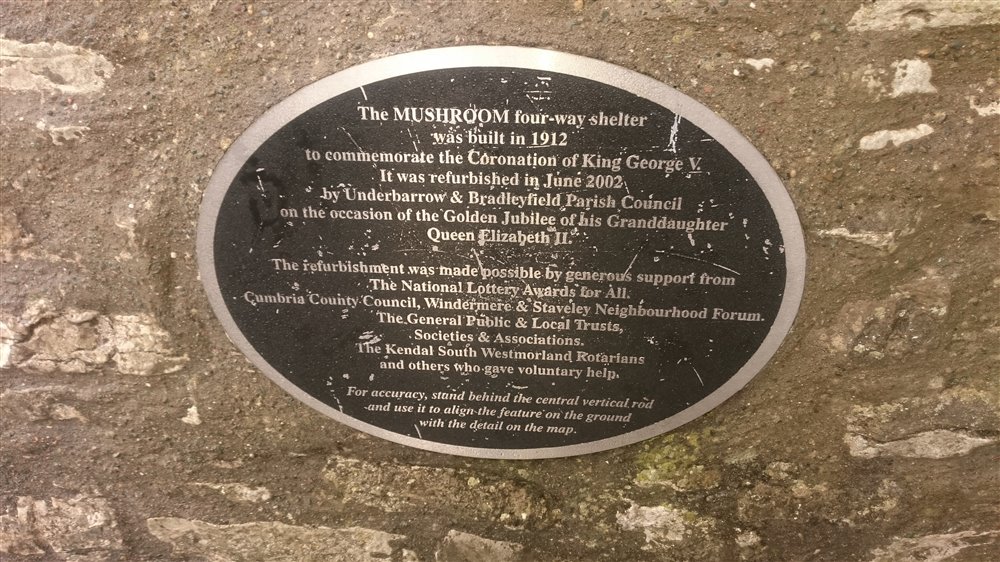 The MUSHROOM four-way shelter
was built in 1912
to commemorate the Coronation of King George V.
It was refurbished in June 2002
by Underbarrow & Bradleyfield Parish Council
on the occasion of the Golden Jubilee of his Granddaughter
Queen Elizabeth II.
The refurbishment was made possible by generous support from
The National Lottery Awards for All.
Cumbria County Council, Windermere & Staveley Neighbourhood Forum.
The General Public & Local Trusts,
Societies & Associations.
The Kendal South Westmorland Rotarians
and others who gave voluntary help.
For accuracy, stand behind the central vertical rod
and use it to align the feature on the ground
with the detail on the map.